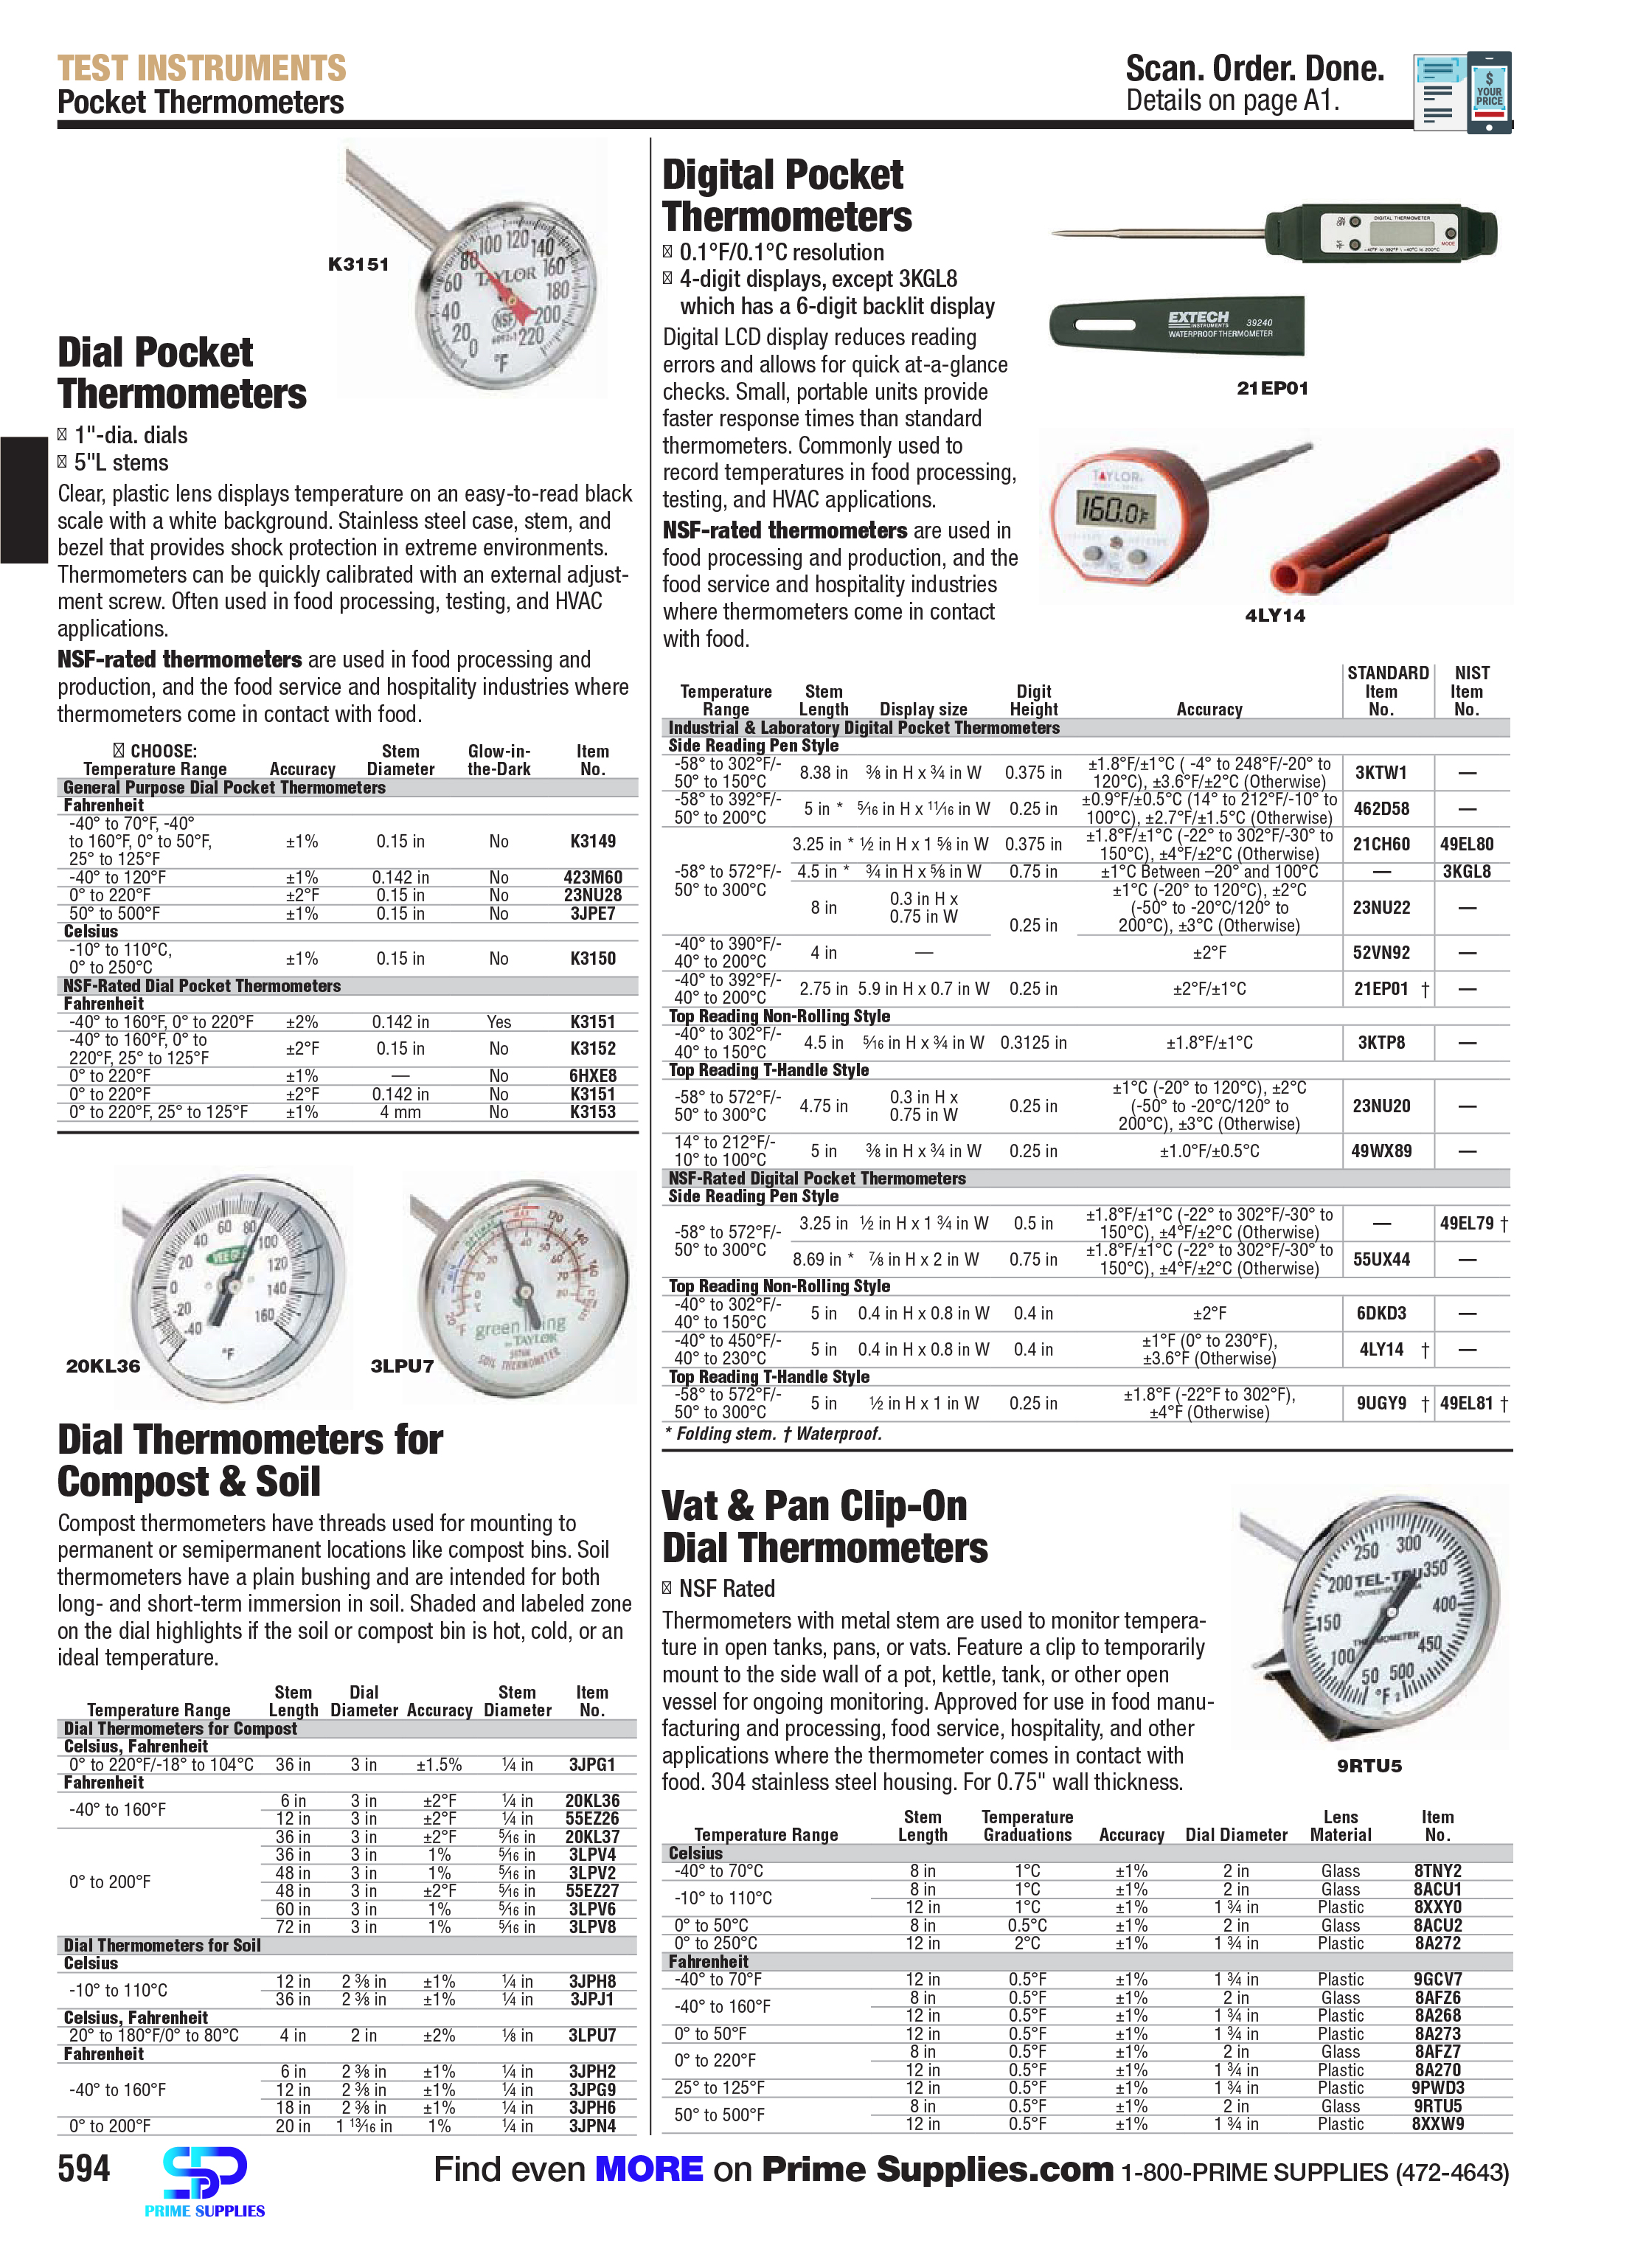 TEST INSTRUMENTS
Pocket Thermometers
Scan. Order. Done.
Details on page A1.
$
YOUR
PRICE
K3151
Dial Pocket
Thermometers
1"-dia. dials
5"L stems
Clear, plastic lens displays temperature on an easy-to-read black
scale with a white background. Stainless steel case, stem, and
bezel that provides shock protection in extreme environments.
Thermometers can be quickly calibrated with an external adjust-
ment screw. Often used in food processing, testing, and HVAC
applications.
NSF-rated thermometers are used in food processing and
production, and the food service and hospitality industries where
thermometers come in contact with food.
CHOOSE:
Temperature Range Accuracy Stem Diameter Glow-in-the-Dark Item No.
General Purpose Dial Pocket Thermometers
Fahrenheit
-40° to 70°F, -40°
to 160°F, 0° to 50°F, ±1% 0.15 in No K3149
25° to 125°F
-40° to 120°F ±1% 0.142 in No 423M60
0° to 220°F ±2°F 0.15 in No 23NU28
50° to 500°F ±1% 0.15 in No 3JPE7
Celsius
-10° to 110°C,
0° to 250°C ±1% 0.15 in No K3150
NSF-Rated Dial Pocket Thermometers
Fahrenheit
-40° to 160°F, 0° to 220°F ±2% 0.142 in Yes K3151
-40° to 160°F, 0° to
220°F, 25° to 125°F ±2°F 0.15 in No K3152
0° to 220°F ±1% — No 6HXE8
0° to 220°F ±2°F 0.142 in No K3151
0° to 220°F, 25° to 125°F ±1% 4 mm No K3153
20KL36
3LPU7
Dial Thermometers for
Compost & Soil
Compost thermometers have threads used for mounting to
permanent or semipermanent locations like compost bins. Soil
thermometers have a plain bushing and are intended for both
long- and short-term immersion in soil. Shaded and labeled zone
on the dial highlights if the soil or compost bin is hot, cold, or an
ideal temperature.
Temperature Range Stem Length Dial Diameter Accuracy Stem Diameter Item No.
Dial Thermometers for Compost
Celsius, Fahrenheit
0° to 220°F/-18° to 104°C 36 in 3 in ±1.5% ¼ in 3JPG1
Fahrenheit
-40° to 160°F 6 in 3 in ±2°F ¼ in 20KL36
12 in 3 in ±2°F ¼ in 55EZ26
0° to 200°F 36 in 3 in ±2°F 5⁄16 in 20KL37
36 in 3 in 1% 5⁄16 in 3LPV4
48 in 3 in 1% 5⁄16 in 3LPV2
48 in 3 in ±2°F 5⁄16 in 55EZ27
60 in 3 in 1% 5⁄16 in 3LPV6
72 in 3 in 1% 5⁄16 in 3LPV8
Dial Thermometers for Soil
Celsius
-10° to 110°C 12 in 2 ⅜ in ±1% ¼ in 3JPH8
36 in 2 ⅜ in ±1% ¼ in 3JPJ1
Celsius, Fahrenheit
20° to 180°F/0° to 80°C 4 in 2 in ±2% ⅛ in 3LPU7
Fahrenheit
-40° to 160°F 6 in 2 ⅜ in ±1% ¼ in 3JPH2
12 in 2 ⅜ in ±1% ¼ in 3JPG9
18 in 2 ⅜ in ±1% ¼ in 3JPH6
0° to 200°F 20 in 1 13⁄16 in 1% ¼ in 3JPN4
Digital Pocket
Thermometers
0.1°F/0.1°C resolution
4-digit displays, except 3KGL8
which has a 6-digit backlit display
Digital LCD display reduces reading
errors and allows for quick at-a-glance
checks. Small, portable units provide
faster response times than standard
thermometers. Commonly used to
record temperatures in food processing,
testing, and HVAC applications.
NSF-rated thermometers are used in
food processing and production, and the
food service and hospitality industries
where thermometers come in contact
with food.
DIGITAL THERMOMETER
MODE
EXTECH
INSTRUMENTS
39240
WATERPROOF THERMOMETER
21EP01
TAYLOR
160.0°F
4LY14
Temperature Range Stem Length Display size Digit Height Accuracy STANDARD Item No. NIST Item No.
Industrial & Laboratory Digital Pocket Thermometers
Side Reading Pen Style
-58° to 302°F/- 8.38 in ⅜ in H x ¾ in W 0.375 in ±1.8°F/±1°C ( -4° to 248°F/-20° to 3KTW1 —
50° to 150°C 120°C), ±3.6°F/±2°C (Otherwise)
-58° to 392°F/- 5 in * 5⁄16 in H x 11⁄16 in W 0.25 in ±0.9°F/±0.5°C (14° to 212°F/-10° to 462D58 —
50° to 200°C 100°C), ±2.7°F/±1.5°C (Otherwise)
-58° to 572°F/- 3.25 in * ½ in H x 1 ⅝ in W 0.375 in ±1.8°F/±1°C (-22° to 302°F/-30° to 21CH60 49EL80
50° to 300°C 150°C), ±4°F/±2°C (Otherwise)
4.5 in * ¾ in H x ⅝ in W 0.75 in ±1°C Between –20° and 100°C — 3KGL8
8 in 0.3 in H x 0.25 in ±1°C (-20° to 120°C), ±2°C 23NU22 —
0.75 in W (-50° to -20°C/120° to
200°C), ±3°C (Otherwise)
-40° to 390°F/- 4 in — ±2°F 52VN92 —
40° to 200°C
-40° to 392°F/- 2.75 in 5.9 in H x 0.7 in W 0.25 in ±2°F/±1°C 21EP01 † —
40° to 200°C
Top Reading Non-Rolling Style
-40° to 302°F/- 4.5 in 5⁄16 in H x ¾ in W 0.3125 in ±1.8°F/±1°C 3KTP8 —
40° to 150°C
Top Reading T-Handle Style
-58° to 572°F/- 4.75 in 0.3 in H x 0.25 in ±1°C (-20° to 120°C), ±2°C 23NU20 —
50° to 300°C 0.75 in W (-50° to -20°C/120° to
200°C), ±3°C (Otherwise)
14° to 212°F/- 5 in ⅜ in H x ¾ in W 0.25 in ±1.0°F/±0.5°C 49WX89 —
10° to 100°C
NSF-Rated Digital Pocket Thermometers
Side Reading Pen Style
-58° to 572°F/- 3.25 in ½ in H x 1 ¾ in W 0.5 in ±1.8°F/±1°C (-22° to 302°F/-30° to — 49EL79 †
50° to 300°C 150°C), ±4°F/±2°C (Otherwise)
8.69 in * ⅞ in H x 2 in W 0.75 in ±1.8°F/±1°C (-22° to 302°F/-30° to 55UX44 —
150°C), ±4°F/±2°C (Otherwise)
Top Reading Non-Rolling Style
-40° to 302°F/- 5 in 0.4 in H x 0.8 in W 0.4 in ±2°F 6DKD3 —
40° to 150°C
-40° to 450°F/- 5 in 0.4 in H x 0.8 in W 0.4 in ±1°F (0° to 230°F), 4LY14 † —
40° to 230°C ±3.6°F (Otherwise)
Top Reading T-Handle Style
-58° to 572°F/- 5 in ½ in H x 1 in W 0.25 in ±1.8°F (-22°F to 302°F), 9UGY9 † 49EL81 †
50° to 300°C ±4°F (Otherwise)
* Folding stem. † Waterproof.
Vat & Pan Clip-On
Dial Thermometers
NSF Rated
Thermometers with metal stem are used to monitor tempera-
ture in open tanks, pans, or vats. Feature a clip to temporarily
mount to the side wall of a pot, kettle, tank, or other open
vessel for ongoing monitoring. Approved for use in food manu-
facturing and processing, food service, hospitality, and other
applications where the thermometer comes in contact with
food. 304 stainless steel housing. For 0.75" wall thickness.
9RTU5
Temperature Range Stem Length Temperature Graduations Accuracy Dial Diameter Lens Material Item No.
Celsius
-40° to 70°C 8 in 1°C ±1% 2 in Glass 8TNY2
-10° to 110°C 8 in 1°C ±1% 2 in Glass 8ACU1
12 in 1°C ±1% 1 ¾ in Plastic 8XXY0
0° to 50°C 8 in 0.5°C ±1% 2 in Glass 8ACU2
0° to 250°C 12 in 2°C ±1% 1 ¾ in Plastic 8A272
Fahrenheit
-40° to 70°F 12 in 0.5°F ±1% 1 ¾ in Plastic 9GCV7
-40° to 160°F 8 in 0.5°F ±1% 2 in Glass 8AFZ6
12 in 0.5°F ±1% 1 ¾ in Plastic 8A268
0° to 50°F 12 in 0.5°F ±1% 1 ¾ in Plastic 8A273
0° to 220°F 8 in 0.5°F ±1% 2 in Glass 8AFZ7
12 in 0.5°F ±1% 1 ¾ in Plastic 8A270
25° to 125°F 12 in 0.5°F ±1% 1 ¾ in Plastic 9PWD3
50° to 500°F 8 in 0.5°F ±1% 2 in Glass 9RTU5
12 in 0.5°F ±1% 1 ¾ in Plastic 8XXW9
594
PRIME SUPPLIES
Find even MORE on Prime Supplies.com 1-800-PRIME SUPPLIES (472-4643)